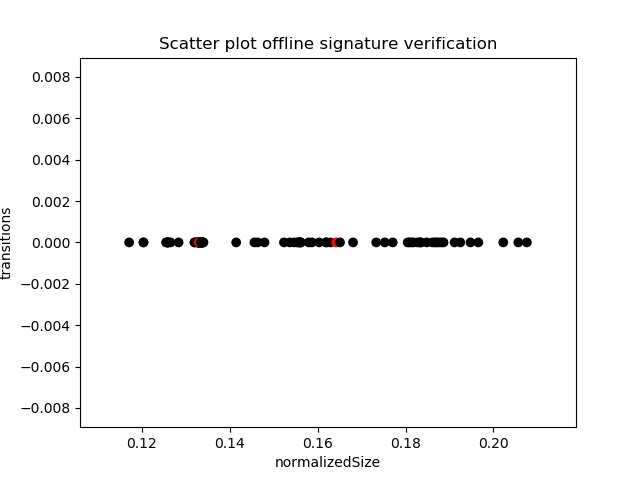 Scatter plot offline signature verification
0.008
0.006
0.004
0.002
0.000
−0.002
−0.004
−0.006
−0.008
transitions
0.12 0.14 0.16 0.18 0.20
normalizedSize